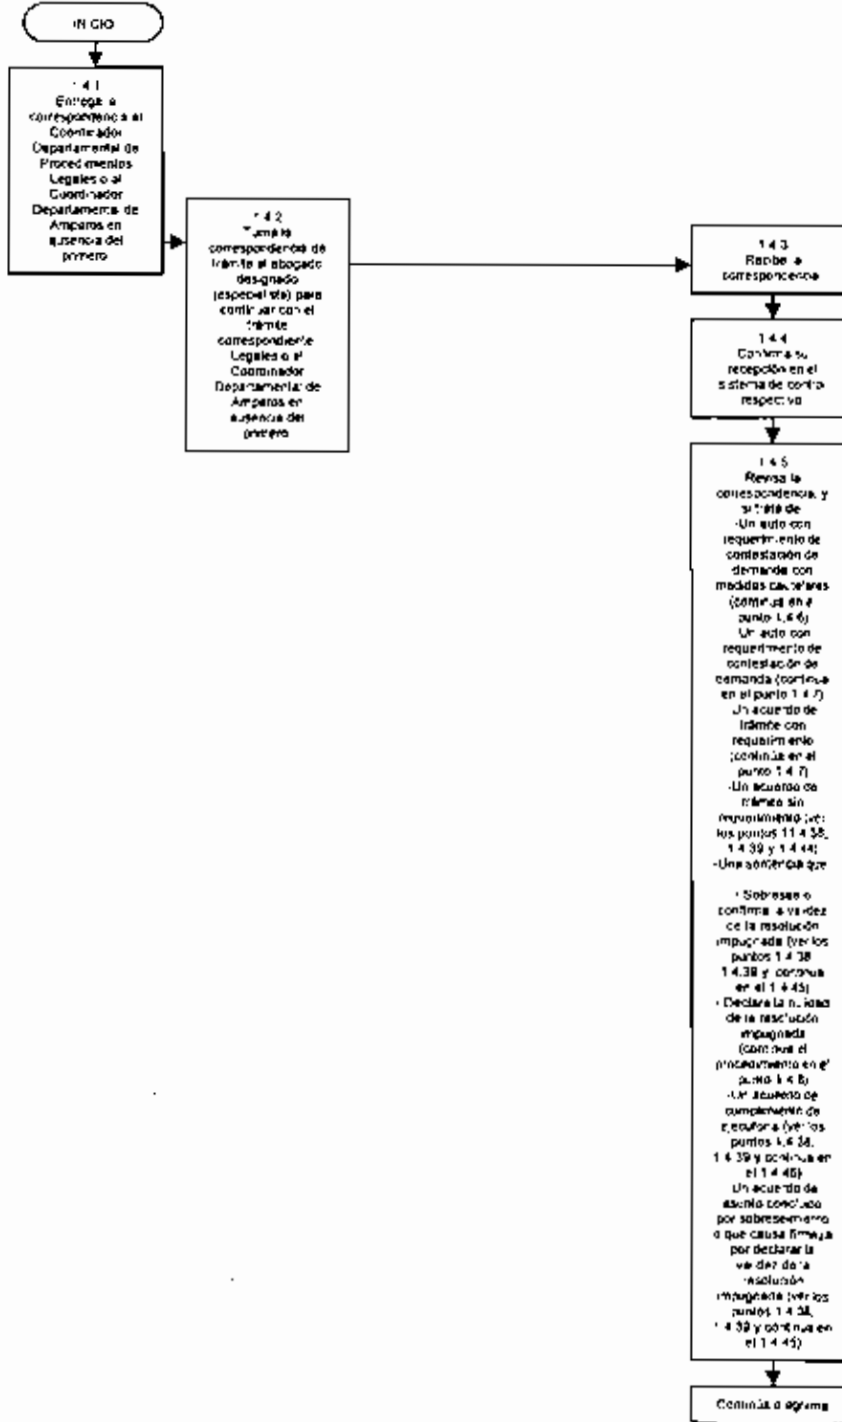 INICIO
1.4.1
Entrega la
correspondencia al
Coordinador
Departamental de
Procedimientos
Legales o al
Coordinador
Departamental de
Amparos en
ausencia del
primero
1.4.2
Turna la
correspondencia de
trámite al abogado
designado
(especialista) para
continuar con el
trámite
correspondiente
Legales o al
Coordinador
Departamental de
Amparos en
ausencia del
primero
1.4.3
Recibe la
correspondencia
1.4.4
Confirma su
recepción en el
sistema de control
respectivo
1.4.5
Revisa la
correspondencia, y
si trata de
-Un auto con
requerimiento de
contestación de
demanda con
medidas cautelares
(continua en el
punto 1.4.6)
Un auto con
requerimiento de
contestación de
demanda (continua
en el punto 1.4.7)
Un acuerdo de
trámite con
requerimiento
(continúa en el
punto 1.4.7)
-Un acuerdo de
trámite sin
requerimiento (ver
los puntos 11.4.38,
1.4.39 y 1.4.44)
-Una sentencia que
• Sobresee o
confirma la validez
de la resolución
impugnada (ver los
puntos 1.4.38
1.4.39 y continua
en el 1.4.45)
• Declara la nulidad
de la resolución
impugnada
(continua el
procedimiento en el
punto 1.4.8)
-Un acuerdo de
cumplimiento de
ejecutoria (ver los
puntos 1.4.38,
1.4.39 y continua en
el 1.4.46)
Un acuerdo de
asunto concluido
por sobreseimiento
o que causa firmeza
por declarar la
validez de la
resolución
impugnada (ver los
puntos 1.4.38,
1.4.39 y continua en
el 1.4.45)
Continúa diagrama